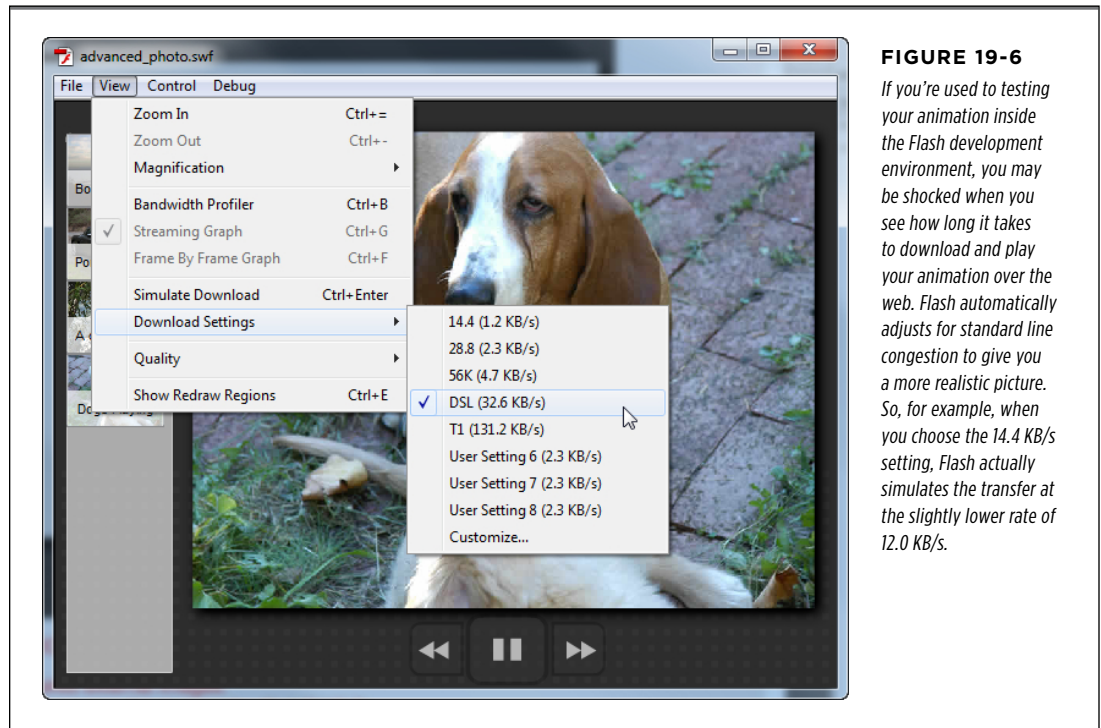 advanced_photo.swf
File View Control Debug
Zoom In Ctrl+=
Zoom Out Ctrl+-
Magnification
Bandwidth Profiler Ctrl+B
Streaming Graph Ctrl+G
Frame By Frame Graph Ctrl+F
Simulate Download Ctrl+Enter
Download Settings
Quality
Show Redraw Regions Ctrl+E
14.4 (1.2 KB/s)
28.8 (2.3 KB/s)
56K (4.7 KB/s)
DSL (32.6 KB/s)
T1 (131.2 KB/s)
User Setting 6 (2.3 KB/s)
User Setting 7 (2.3 KB/s)
User Setting 8 (2.3 KB/s)
Customize...
Bo
Po
A
FIGURE 19-6
If you’re used to testing
your animation inside
the Flash development
environment, you may
be shocked when you
see how long it takes
to download and play
your animation over the
web. Flash automatically
adjusts for standard line
congestion to give you
a more realistic picture.
So, for example, when
you choose the 14.4 KB/s
setting, Flash actually
simulates the transfer at
the slightly lower rate of
12.0 KB/s.